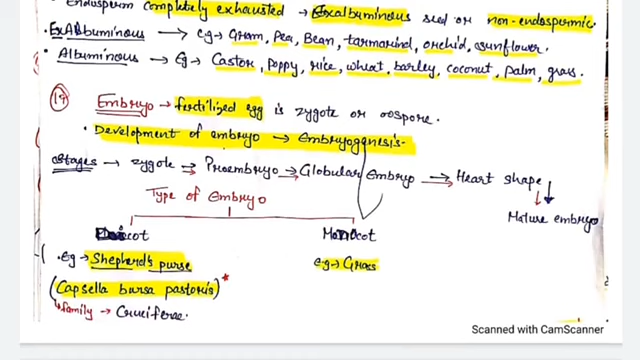 Endosperm completely exhausted → Exalbuminous seed or non-endospermic.
• ExAlbuminous → eg → Gram, Pea, Bean, tarmarind, orchid, sunflower.
• Albuminous → Eg → Castor, poppy, rice, wheat, barley, coconut, palm, grass.
19 Embryo → fertilized egg is zygote or oospore.
• Development of embryo → Embryogenesis.
Stages → zygote → Proembryo → Globular Embryo → Heart shape
↓ Mature embryo
Type of Embryo
Dicot Monocot
• eg → Shepherd's purse e.g → Grass
(Capsella bursa pastoris) *
↳ family → Cruciferae.
Scanned with CamScanner